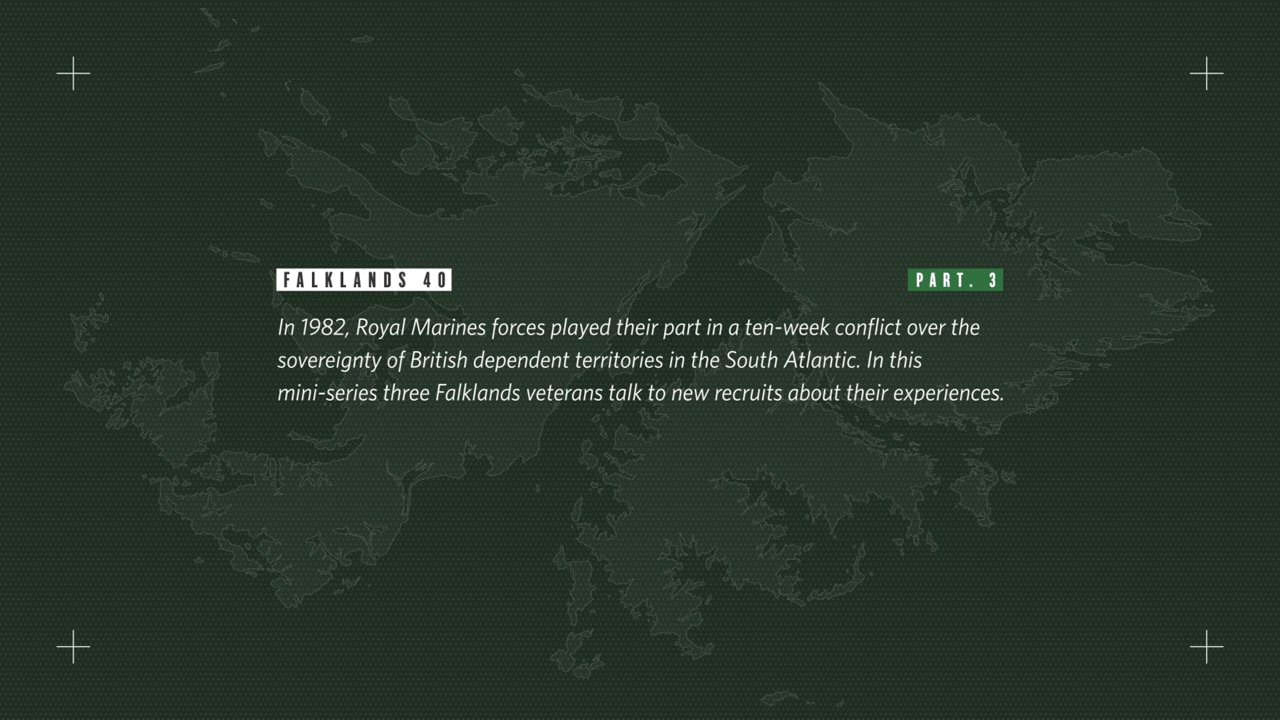 FALKLANDS 40
PART. 3
In 1982, Royal Marines forces played their part in a ten-week conflict over the
sovereignty of British dependent territories in the South Atlantic. In this
mini-series three Falklands veterans talk to new recruits about their experiences.